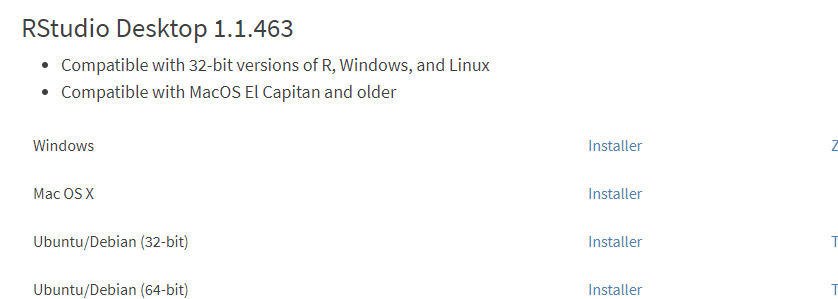 RStudio Desktop 1.1.463
• Compatible with 32-bit versions of R, Windows, and Linux
• Compatible with MacOS El Capitan and older
Windows Installer Z
Mac OS X Installer
Ubuntu/Debian (32-bit) Installer T
Ubuntu/Debian (64-bit) Installer T